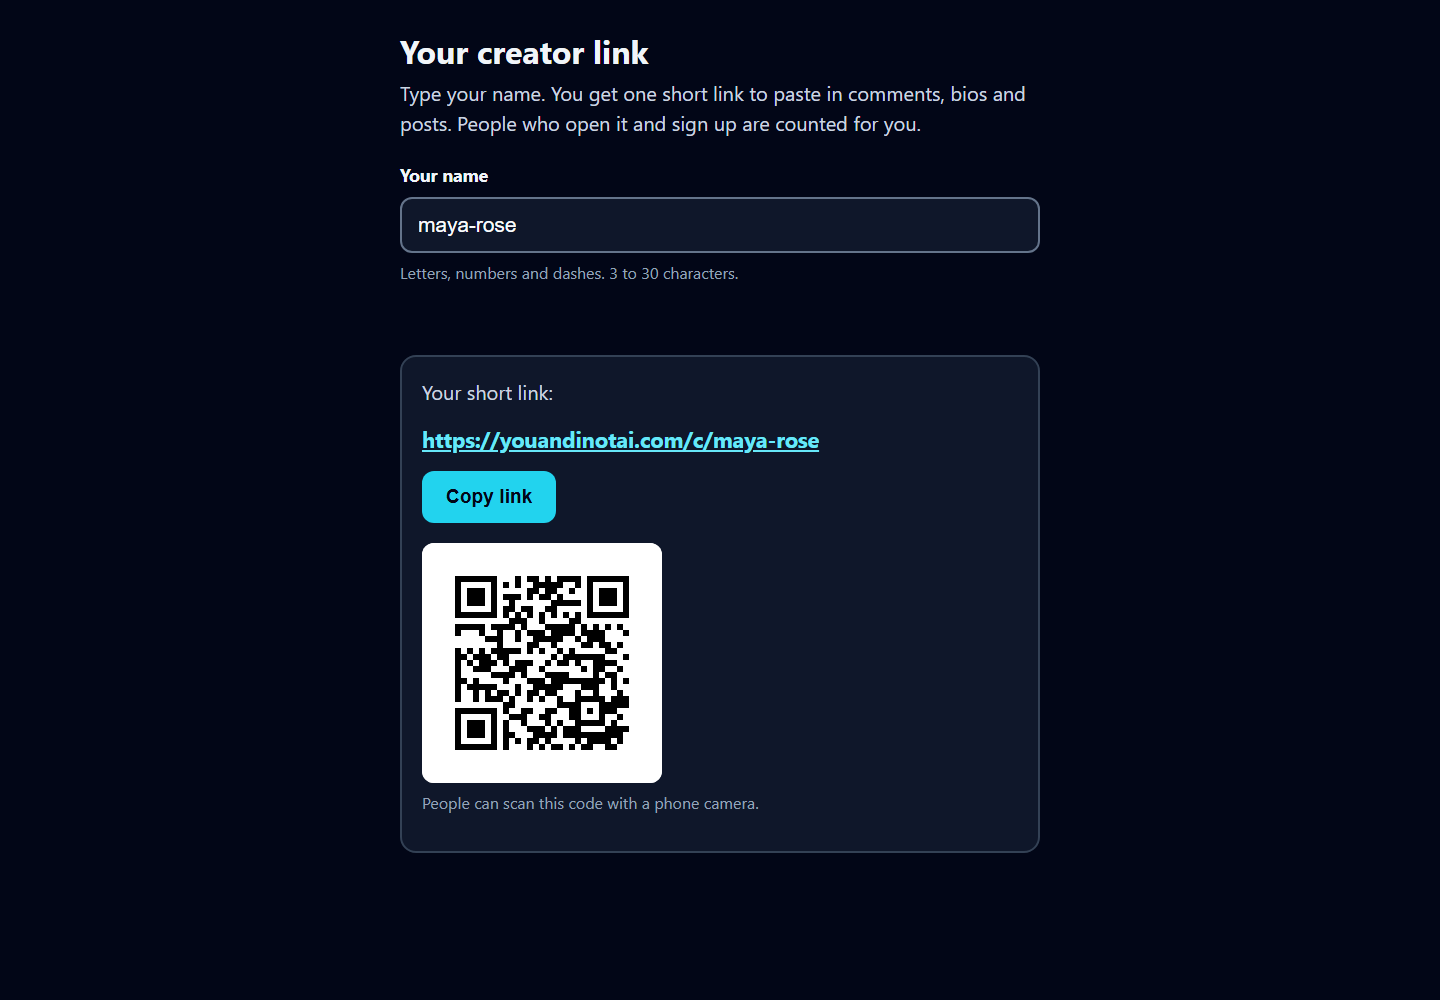 Your creator link
Type your name. You get one short link to paste in comments, bios and
posts. People who open it and sign up are counted for you.
Your name
maya-rose
Letters, numbers and dashes. 3 to 30 characters.
Your short link:
https://youandinotai.com/c/maya-rose
Copy link
People can scan this code with a phone camera.